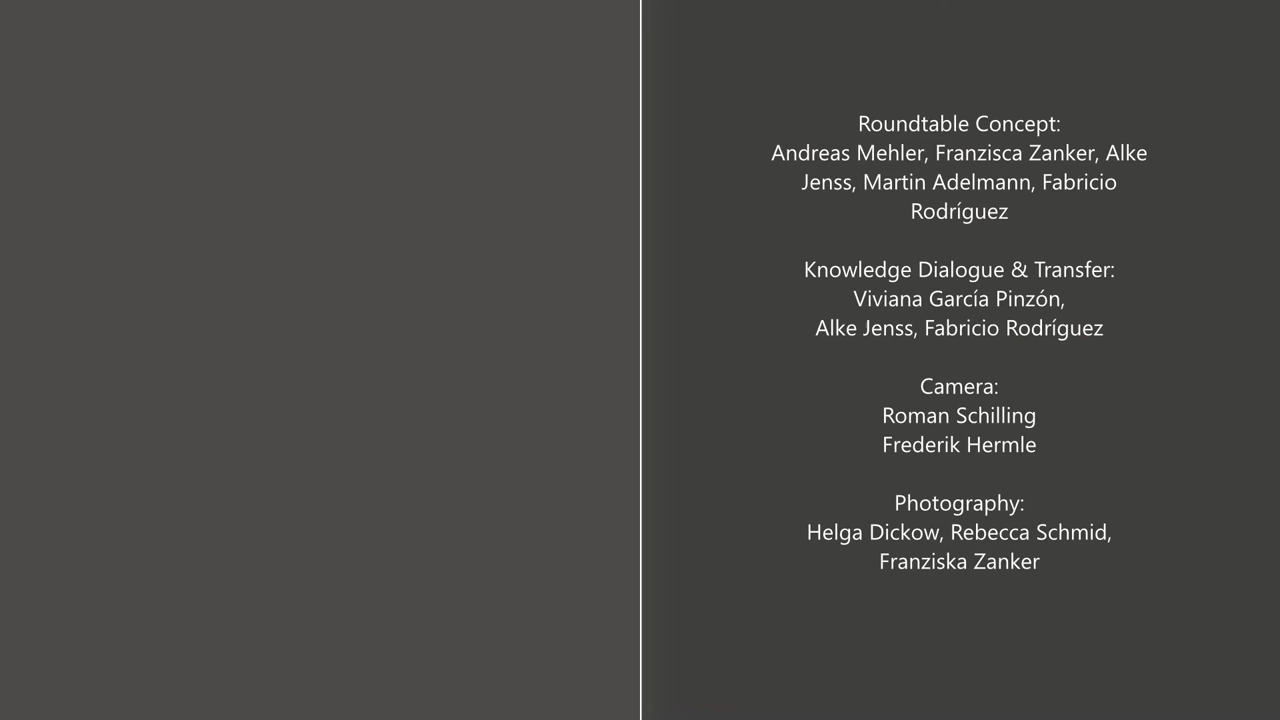 Roundtable Concept:
Andreas Mehler, Franzisca Zanker, Alke
Jenss, Martin Adelmann, Fabricio
Rodríguez
Knowledge Dialogue & Transfer:
Viviana García Pinzón,
Alke Jenss, Fabricio Rodríguez
Camera:
Roman Schilling
Frederik Hermle
Photography:
Helga Dickow, Rebecca Schmid,
Franziska Zanker